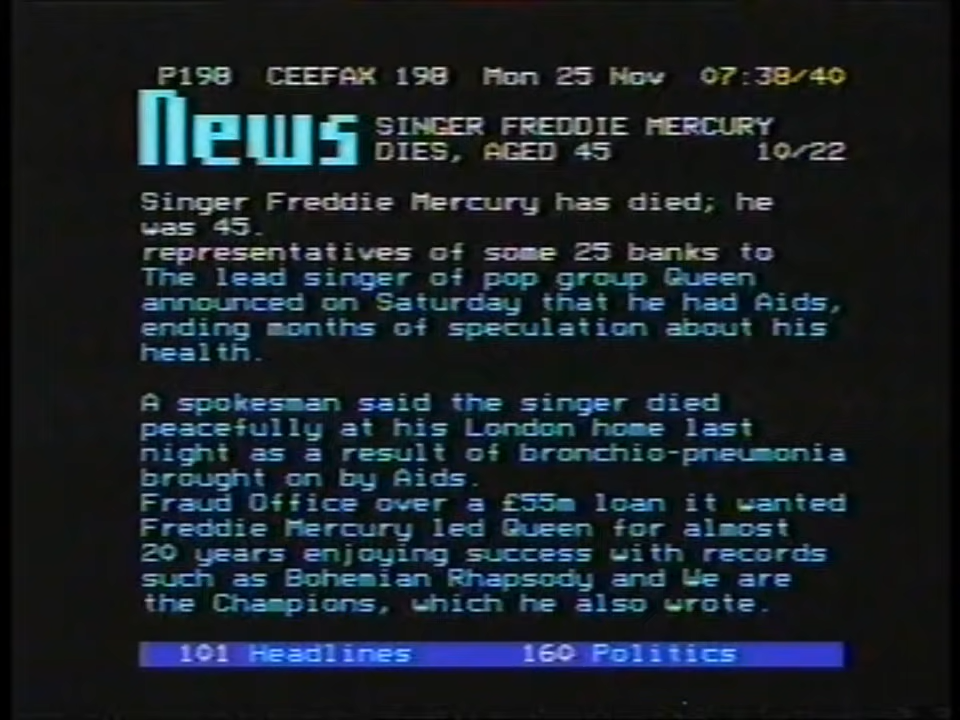 P198 CEEFAX 198 Mon 25 Nov 07:38/40
News SINGER FREDDIE MERCURY
DIES, AGED 45 10/22
Singer Freddie Mercury has died; he
was 45.
representatives of some 25 banks to
The lead singer of pop group Queen
announced on Saturday that he had Aids,
ending months of speculation about his
health.
A spokesman said the singer died
peacefully at his London home last
night as a result of bronchio-pneumonia
brought on by Aids.
Fraud Office over a £55m loan it wanted
Freddie Mercury led Queen for almost
20 years enjoying success with records
such as Bohemian Rhapsody and We are
the Champions, which he also wrote.
101 Headlines 160 Politics